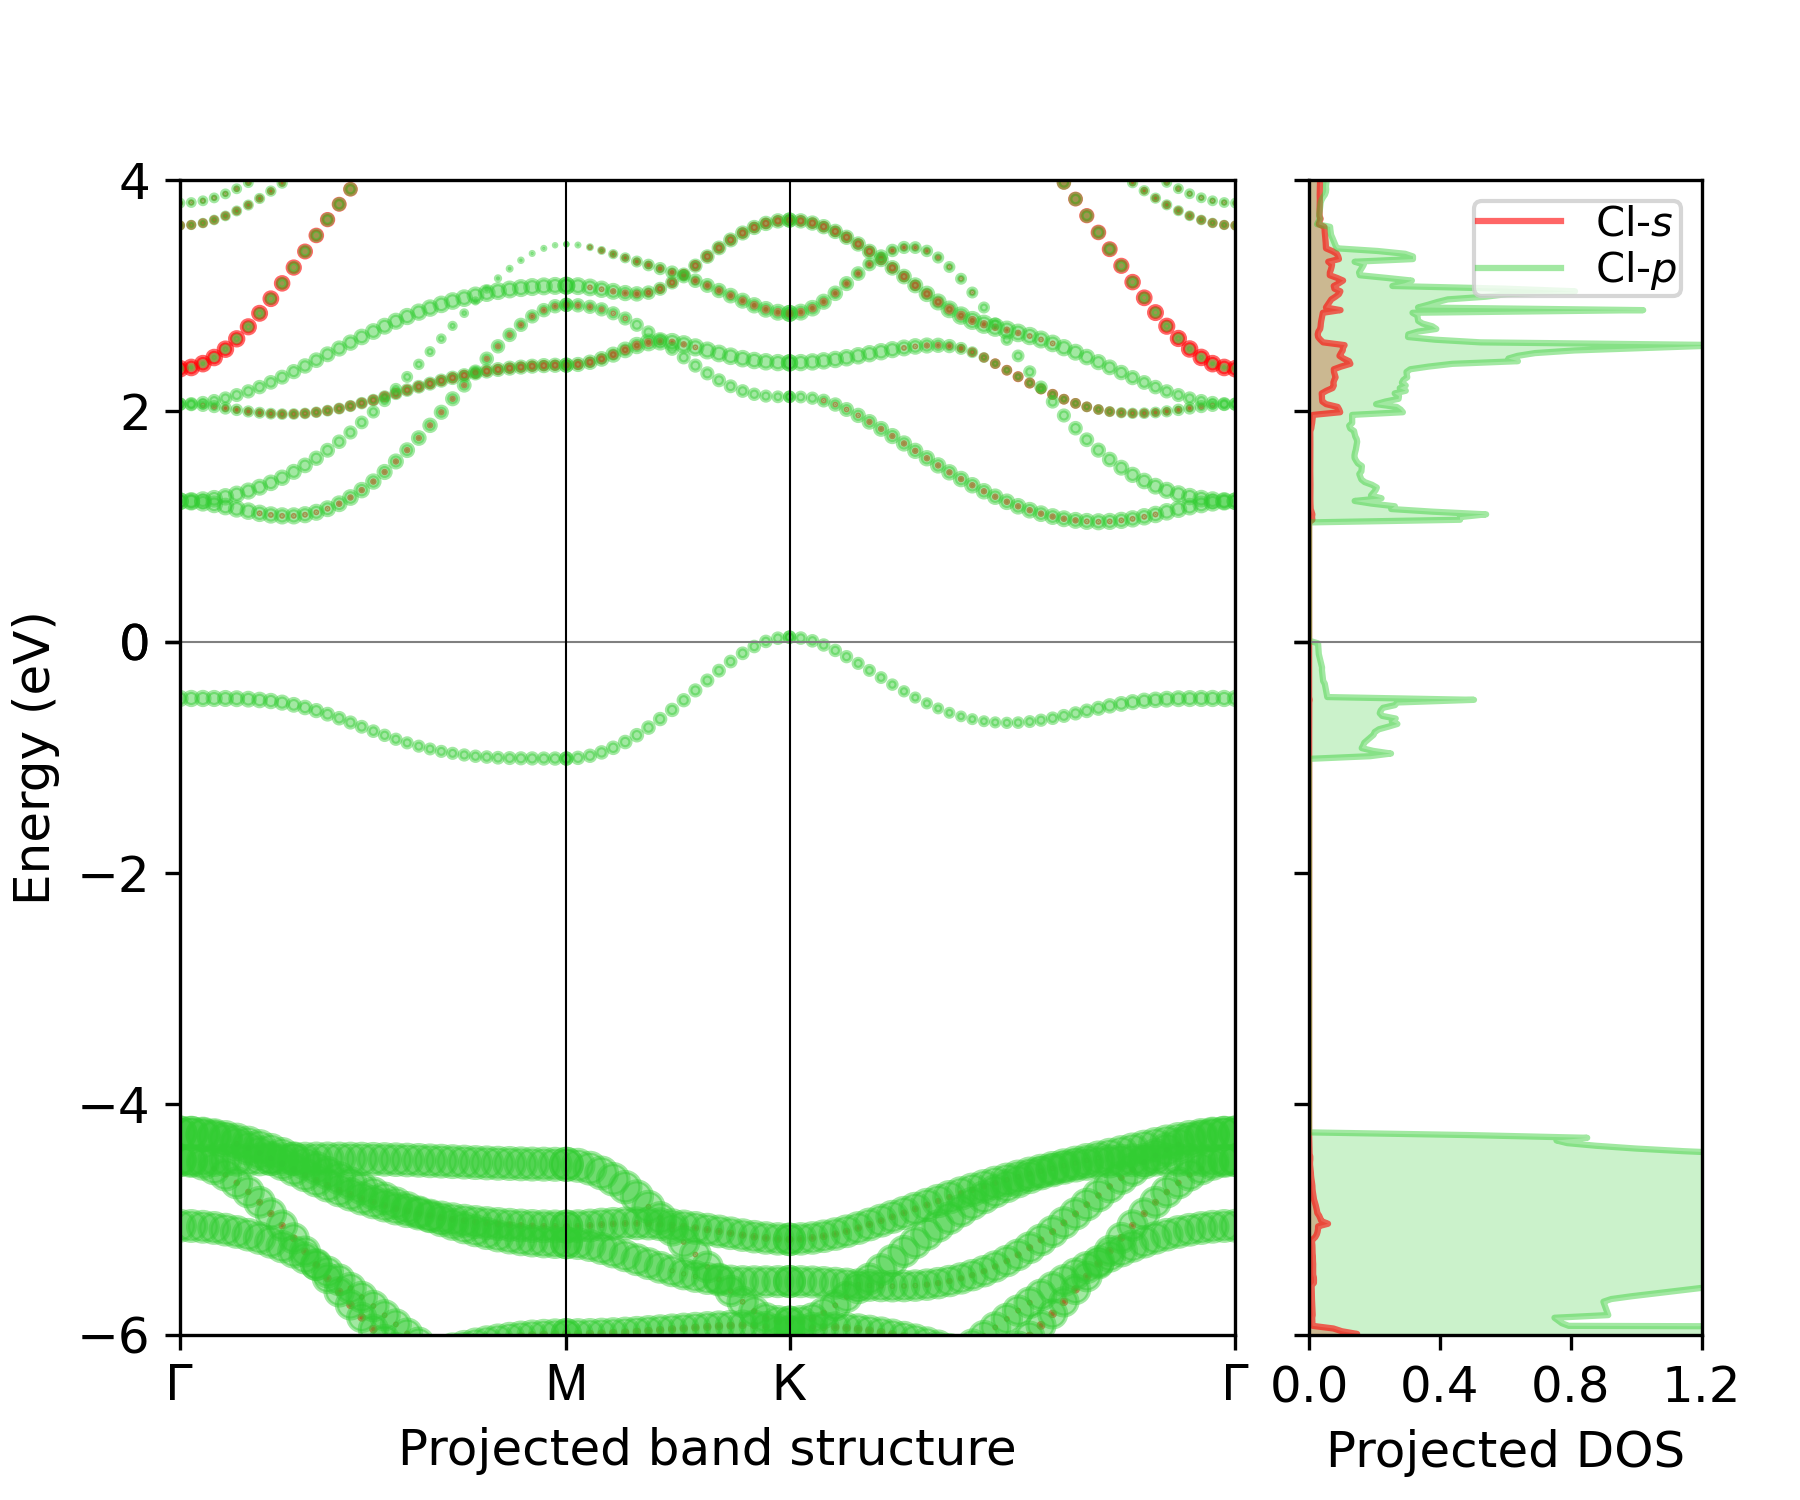 4
2
0
−2
−4
−6
Energy (eV)
Γ
M
K
Γ
Projected band structure
Cl-s
Cl-p
0.0
0.4
0.8
1.2
Projected DOS